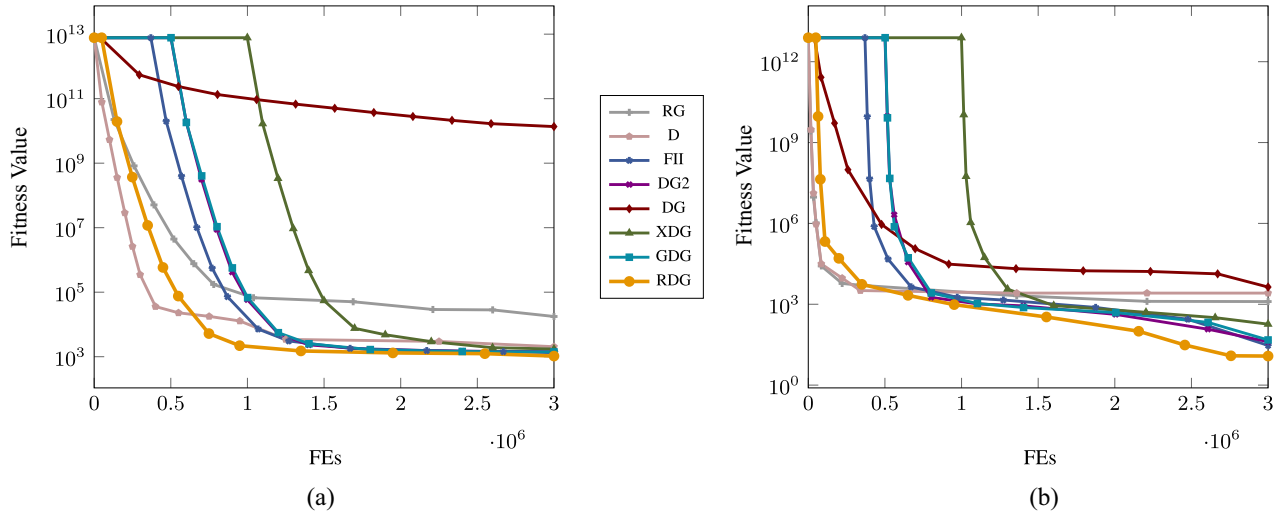 10^13
10^11
10^9
10^7
10^5
10^3
Fitness Value
0 0.5 1 1.5 2 2.5 3
·10^6
FEs
(a)
RG
D
FII
DG2
DG
XDG
GDG
RDG
10^12
10^9
10^6
10^3
10^0
Fitness Value
0 0.5 1 1.5 2 2.5 3
·10^6
FEs
(b)